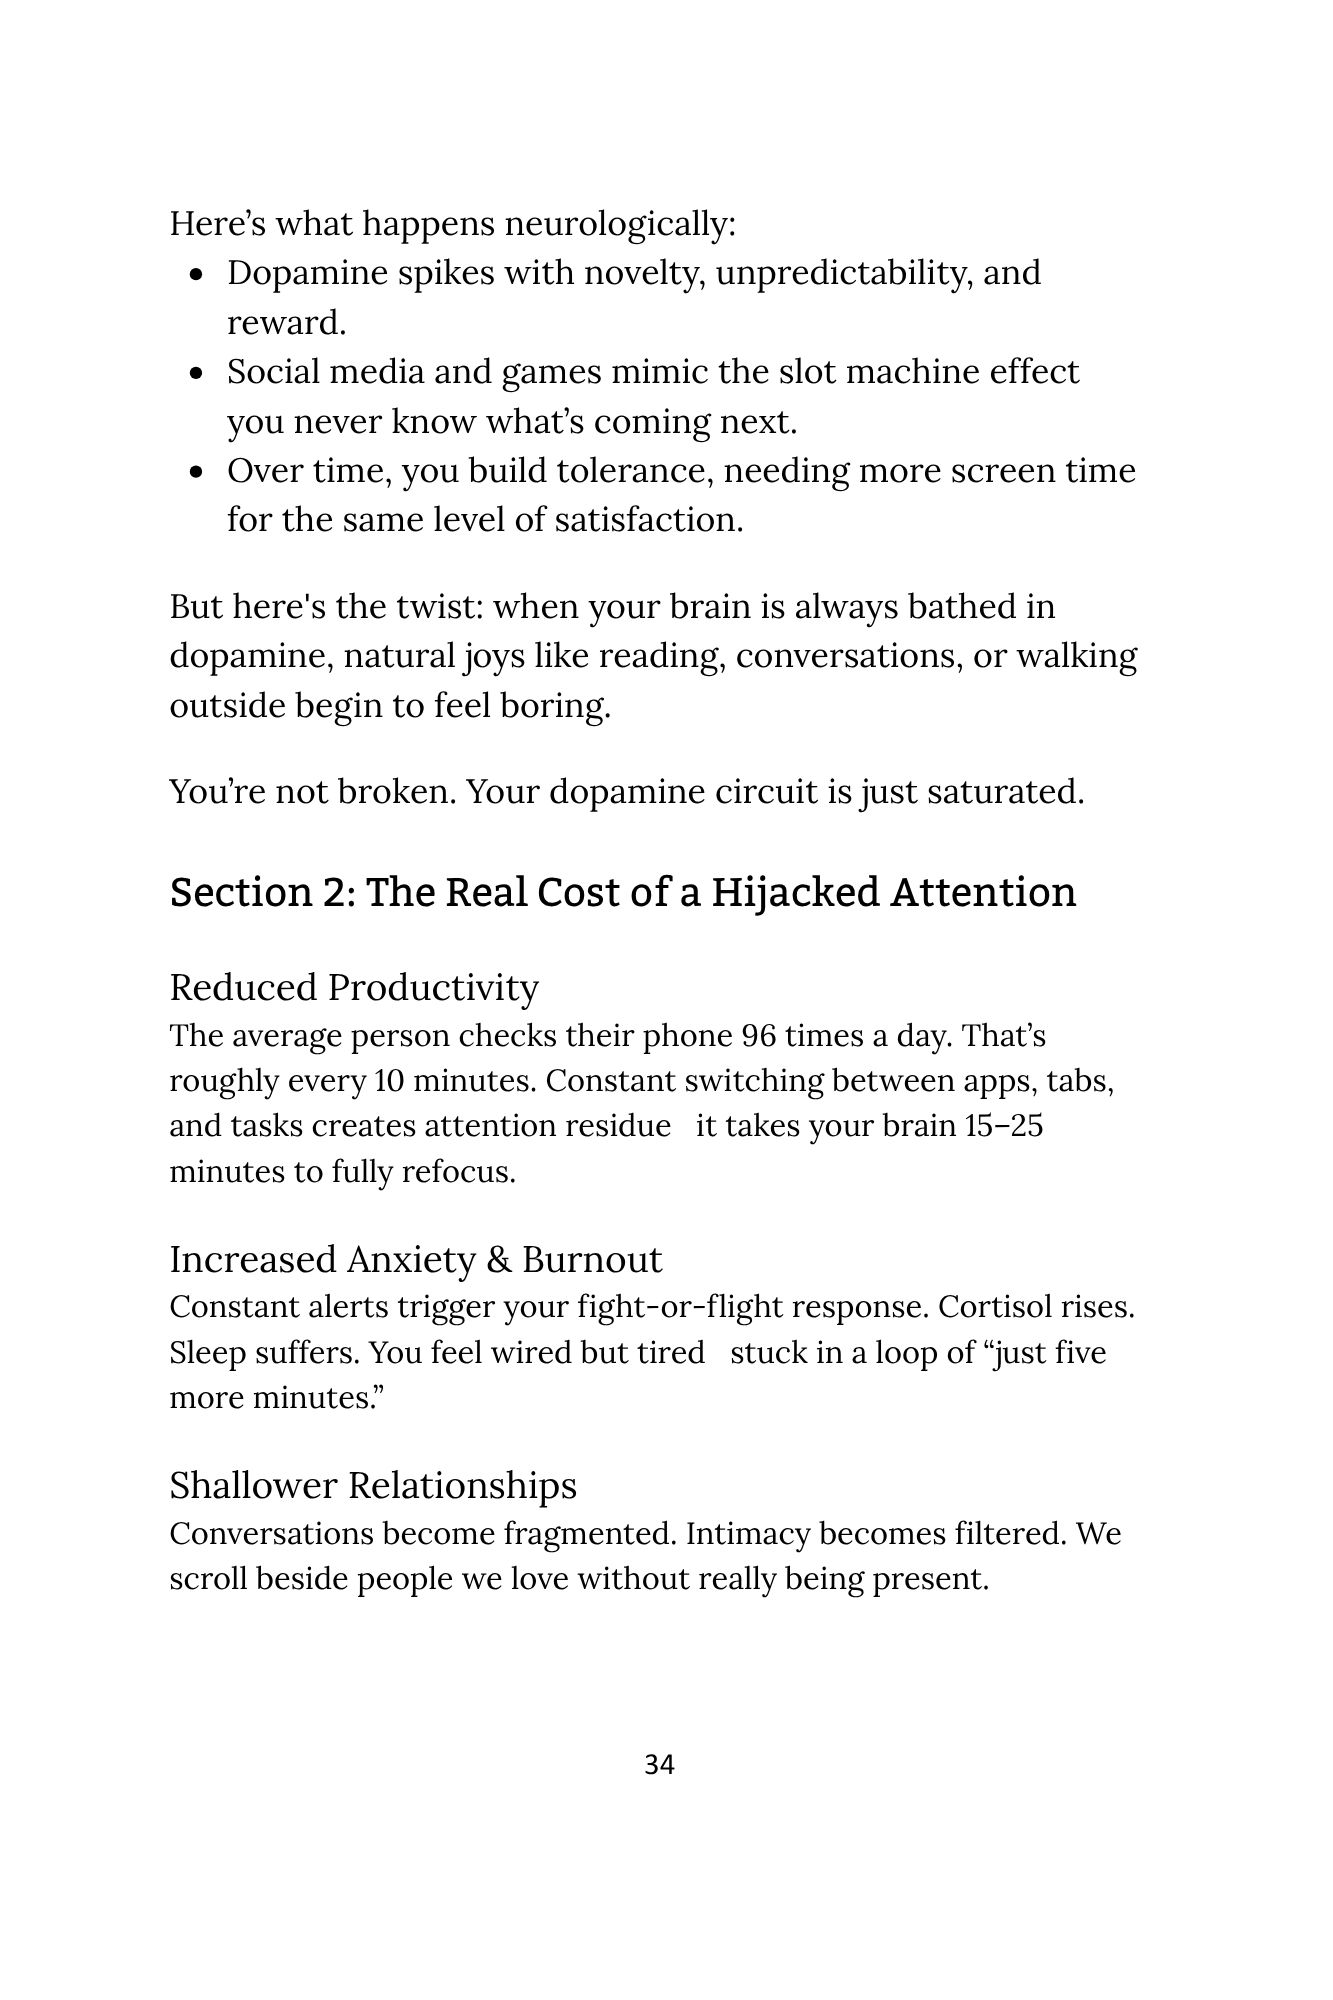 Here’s what happens neurologically:
• Dopamine spikes with novelty, unpredictability, and
reward.
• Social media and games mimic the slot machine effect
you never know what’s coming next.
• Over time, you build tolerance, needing more screen time
for the same level of satisfaction.
But here's the twist: when your brain is always bathed in
dopamine, natural joys like reading, conversations, or walking
outside begin to feel boring.
You’re not broken. Your dopamine circuit is just saturated.
Section 2: The Real Cost of a Hijacked Attention
Reduced Productivity
The average person checks their phone 96 times a day. That’s
roughly every 10 minutes. Constant switching between apps, tabs,
and tasks creates attention residue   it takes your brain 15–25
minutes to fully refocus.
Increased Anxiety & Burnout
Constant alerts trigger your fight-or-flight response. Cortisol rises.
Sleep suffers. You feel wired but tired   stuck in a loop of “just five
more minutes.”
Shallower Relationships
Conversations become fragmented. Intimacy becomes filtered. We
scroll beside people we love without really being present.
34